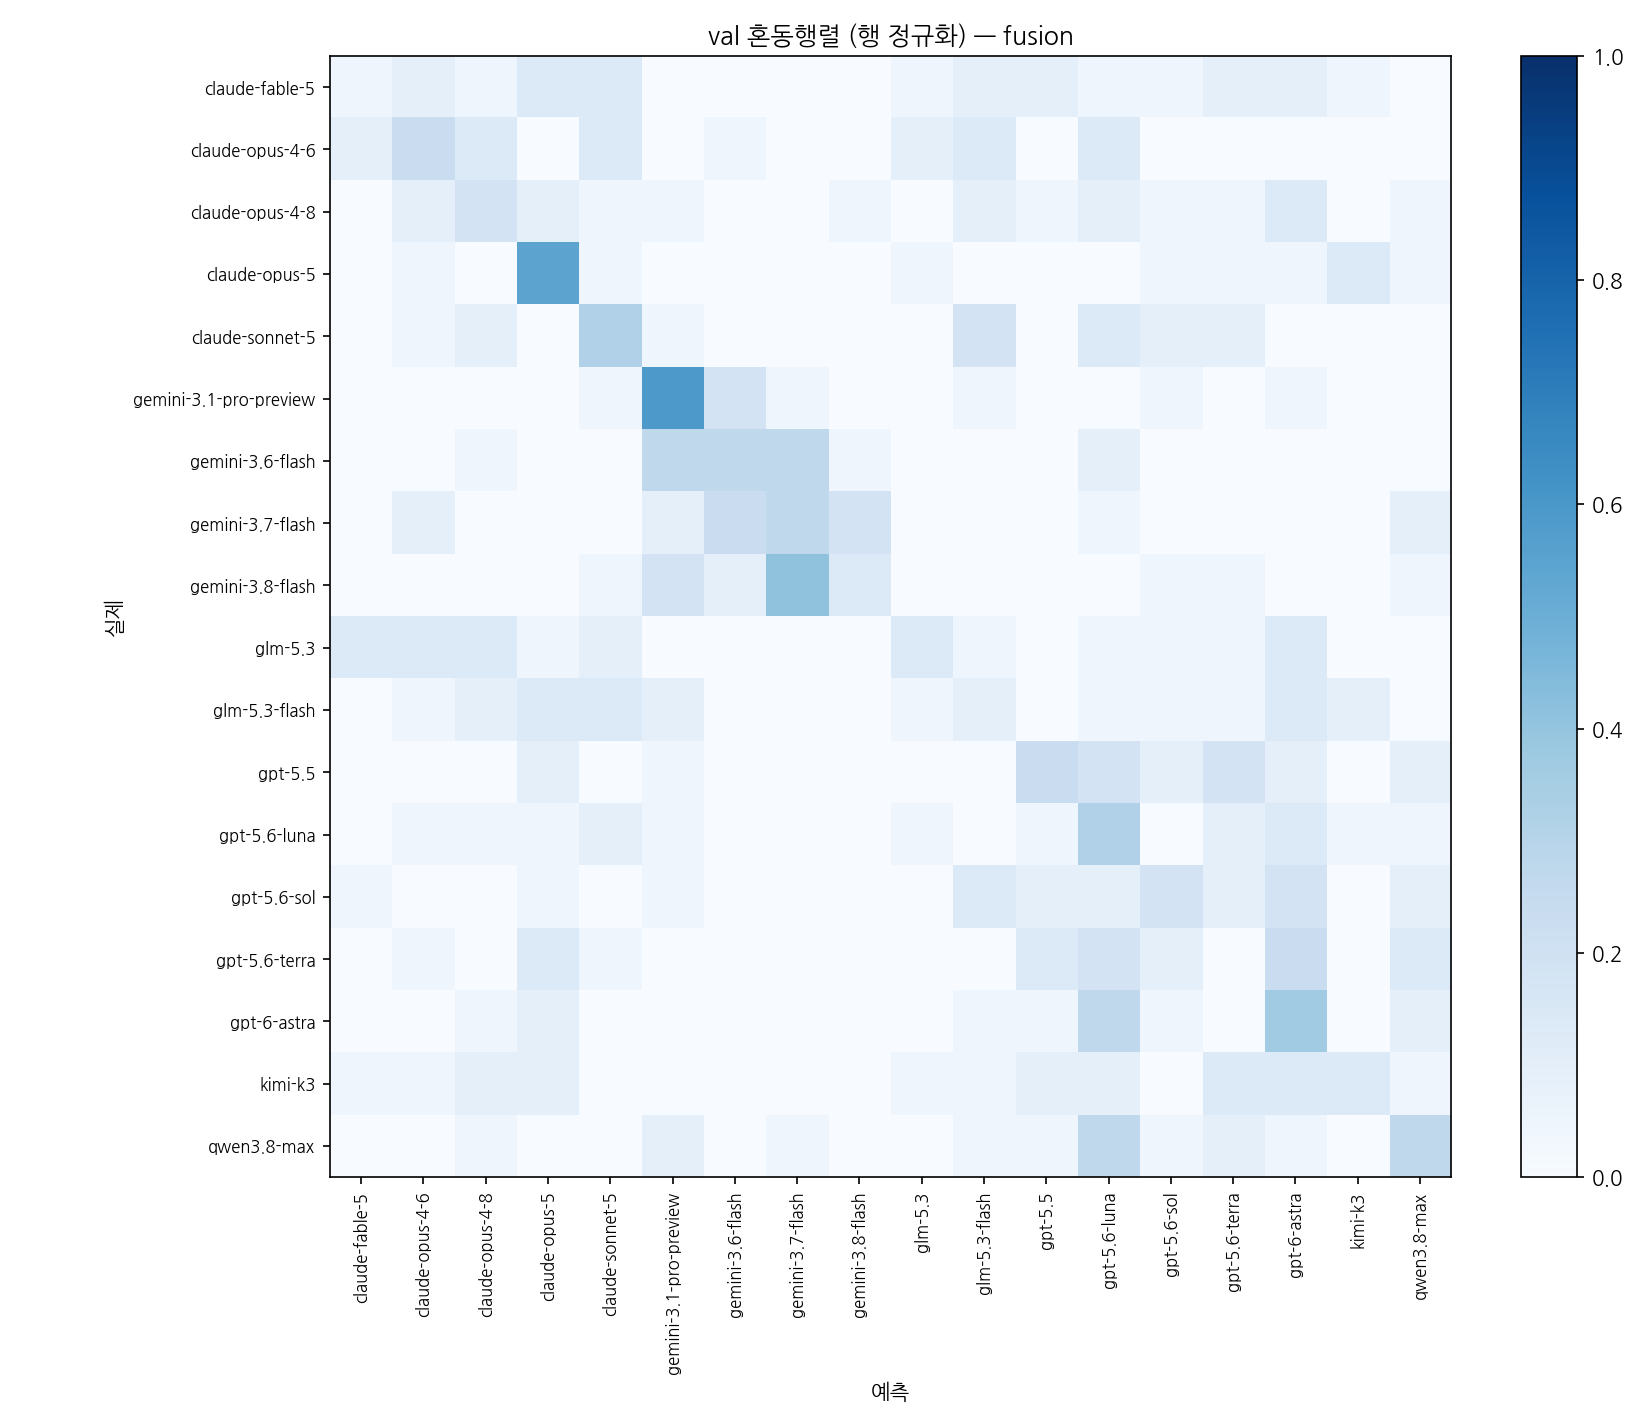 val 혼동행렬 (행 정규화) — fusion
claude-fable-5
claude-opus-4-6
claude-opus-4-8
claude-opus-5
claude-sonnet-5
gemini-3.1-pro-preview
gemini-3.6-flash
gemini-3.7-flash
gemini-3.8-flash
glm-5.3
glm-5.3-flash
gpt-5.5
gpt-5.6-luna
gpt-5.6-sol
gpt-5.6-terra
gpt-6-astra
kimi-k3
qwen3.8-max
실제
claude-fable-5
claude-opus-4-6
claude-opus-4-8
claude-opus-5
claude-sonnet-5
gemini-3.1-pro-preview
gemini-3.6-flash
gemini-3.7-flash
gemini-3.8-flash
glm-5.3
glm-5.3-flash
gpt-5.5
gpt-5.6-luna
gpt-5.6-sol
gpt-5.6-terra
gpt-6-astra
kimi-k3
qwen3.8-max
예측
1.0
0.8
0.6
0.4
0.2
0.0